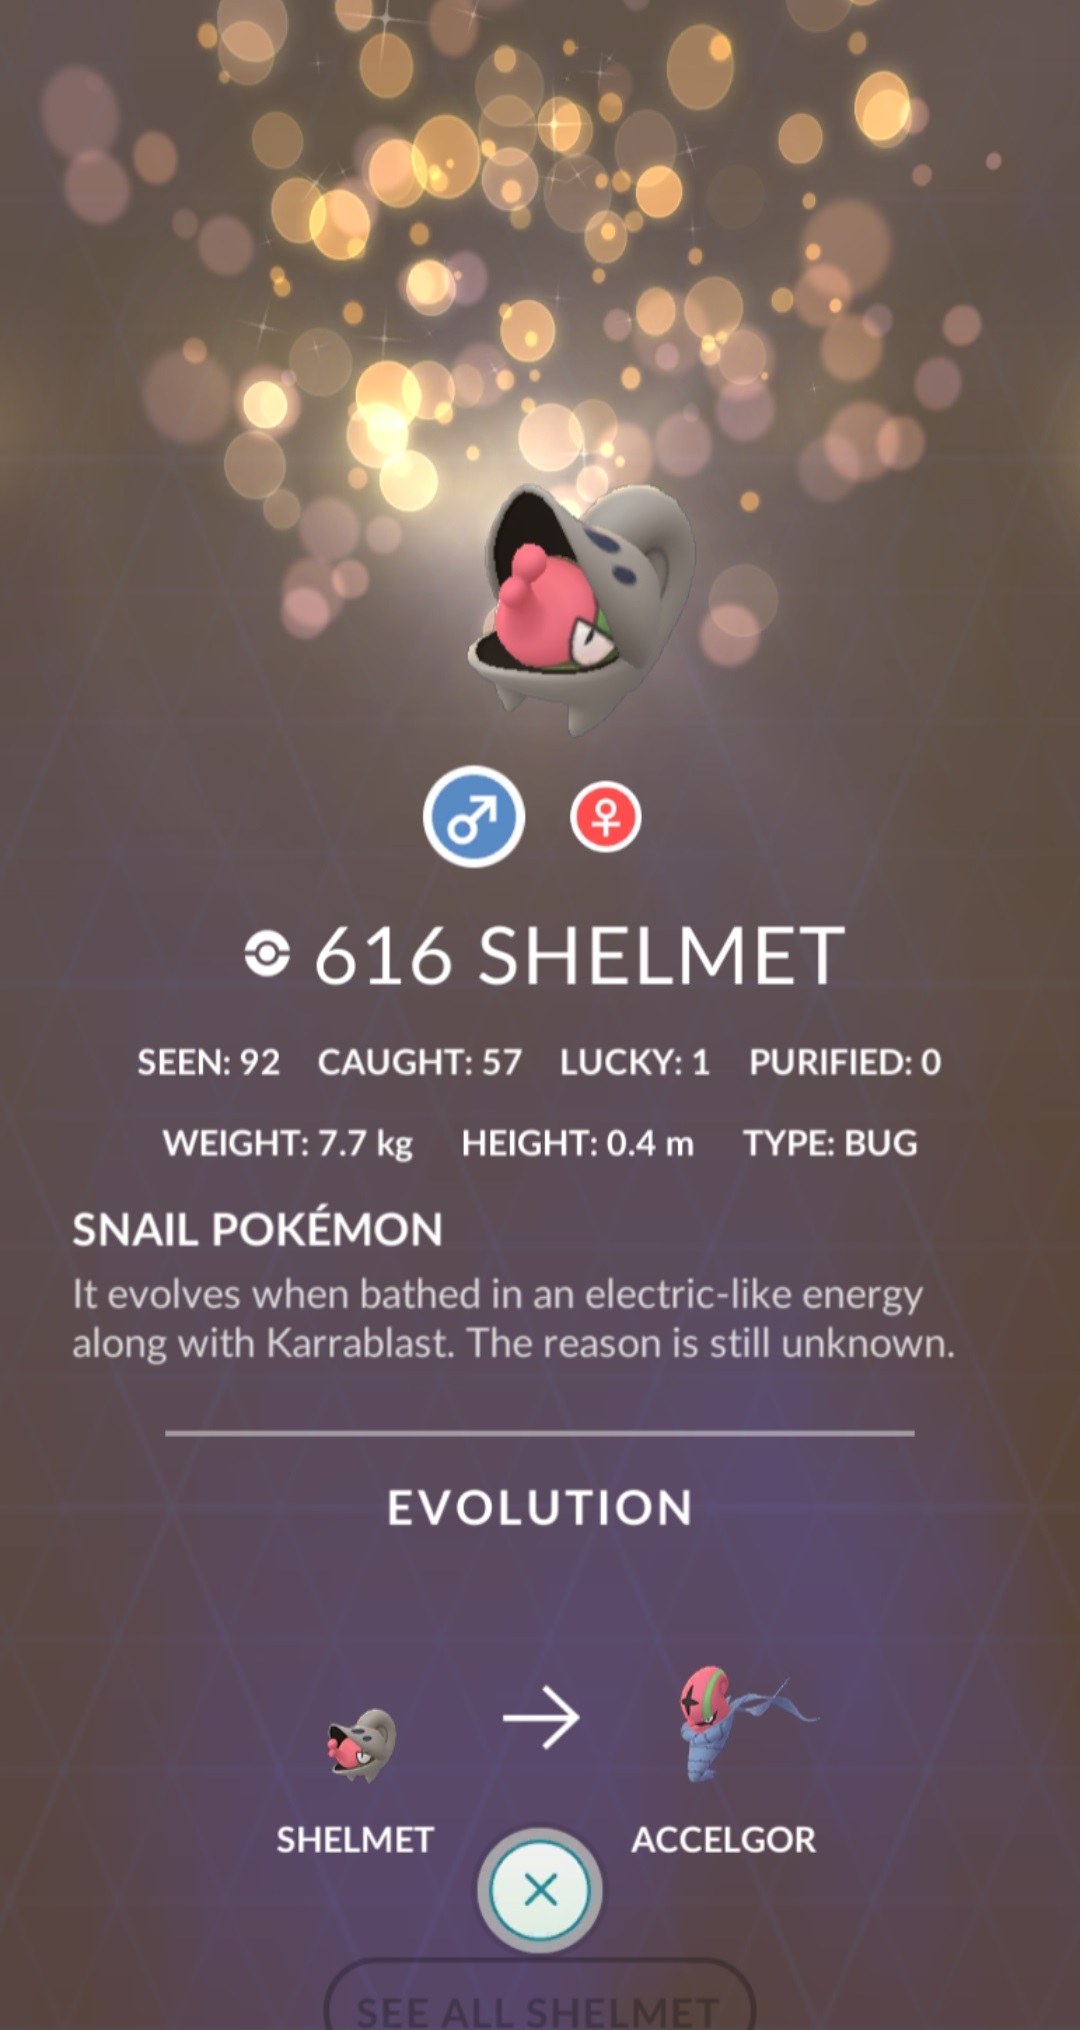 616 SHELMET
SEEN: 92 CAUGHT: 57 LUCKY: 1 PURIFIED: 0
WEIGHT: 7.7 kg HEIGHT: 0.4 m TYPE: BUG
SNAIL POKÉMON
It evolves when bathed in an electric-like energy
along with Karrablast. The reason is still unknown.
EVOLUTION
SHELMET ACCELGOR
SEE ALL SHELMET